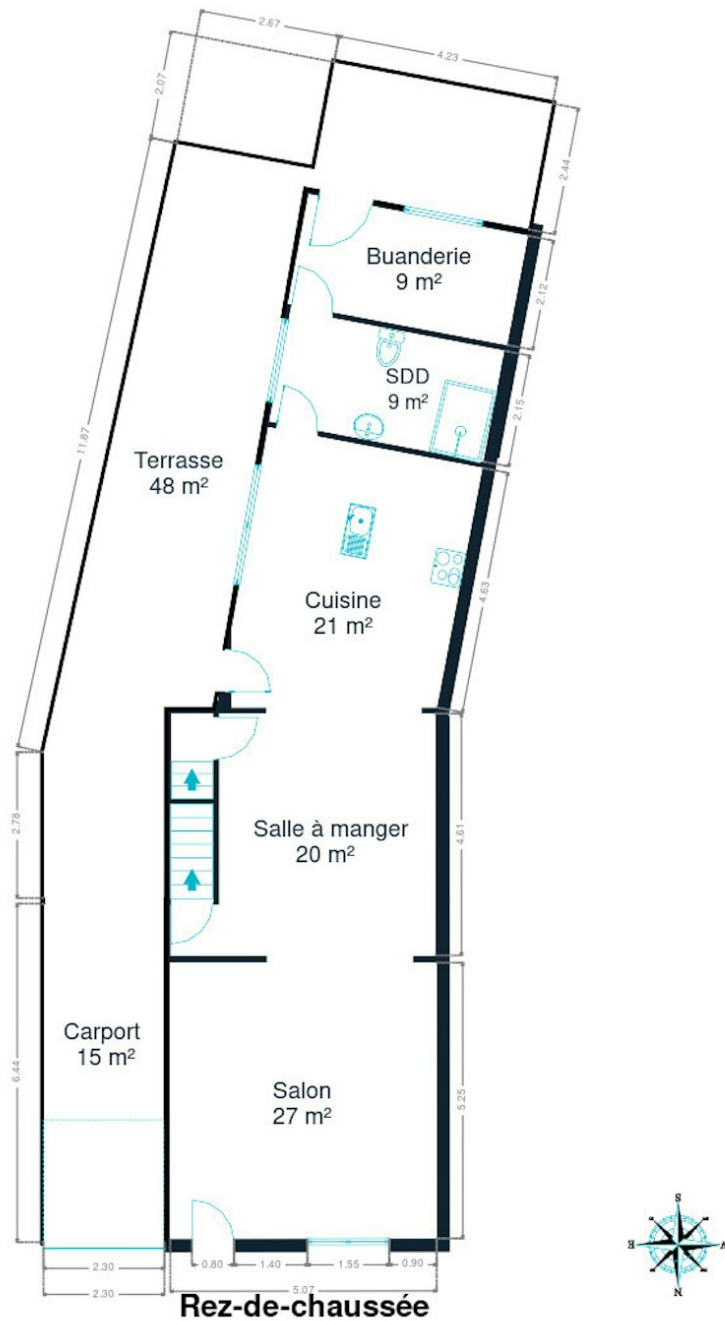 2.67
4.23
2.07
2.44
Buanderie
9 m²
2.12
SDD
9 m²
2.15
11.87
Terrasse
48 m²
Cuisine
21 m²
4.63
2.78
Salle à manger
20 m²
4.61
Carport
15 m²
6.44
Salon
27 m²
5.25
S
E
N
0.80
1.40
1.55
0.90
2.30
5.07
2.30
Rez-de-chaussée